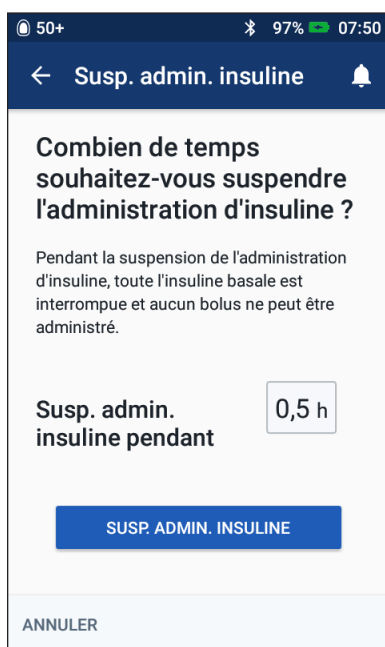 50+ 97% 07:50
Susp. admin. insuline
Combien de temps
souhaitez-vous suspendre
l'administration d'insuline ?
Pendant la suspension de l'administration
d'insuline, toute l'insuline basale est
interrompue et aucun bolus ne peut être
administré.
Susp. admin.
insuline pendant
0,5 h
SUSP. ADMIN. INSULINE
ANNULER